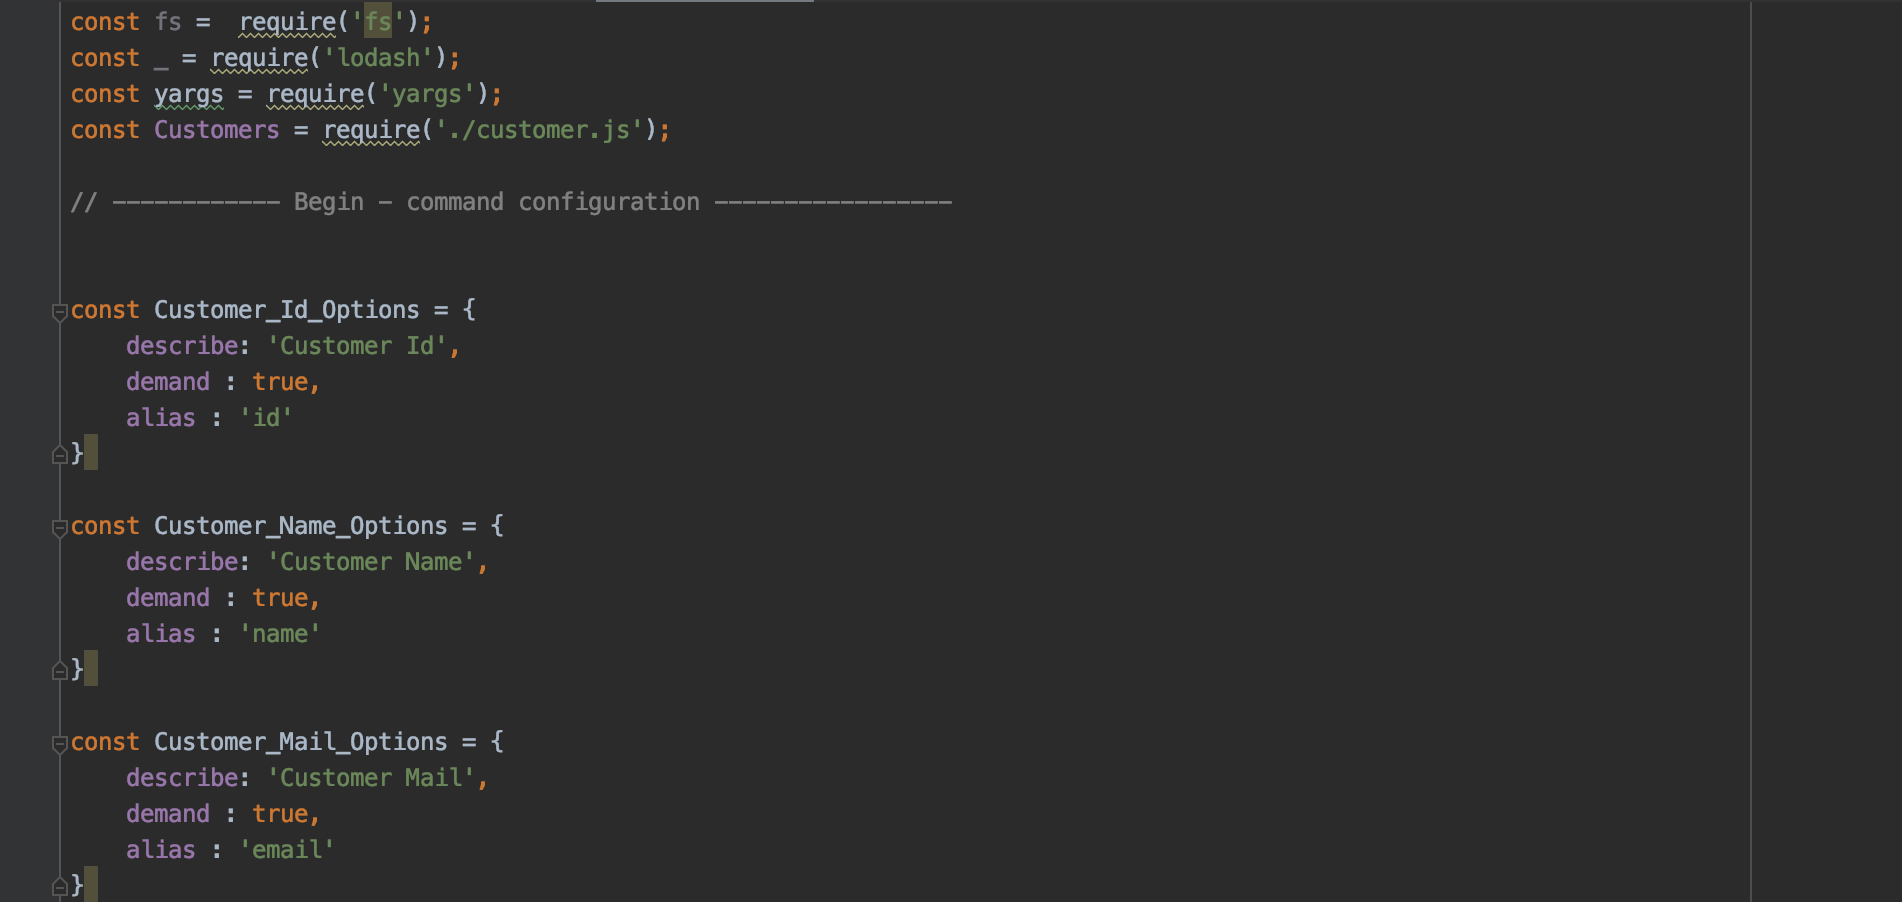 const fs =  require('fs');
const _ = require('lodash');
const yargs = require('yargs');
const Customers = require('./customer.js');
// ------------ Begin - command configuration -----------------
const Customer_Id_Options = {
    describe: 'Customer Id',
    demand : true,
    alias : 'id'
}
const Customer_Name_Options = {
    describe: 'Customer Name',
    demand : true,
    alias : 'name'
}
const Customer_Mail_Options = {
    describe: 'Customer Mail',
    demand : true,
    alias : 'email'
}